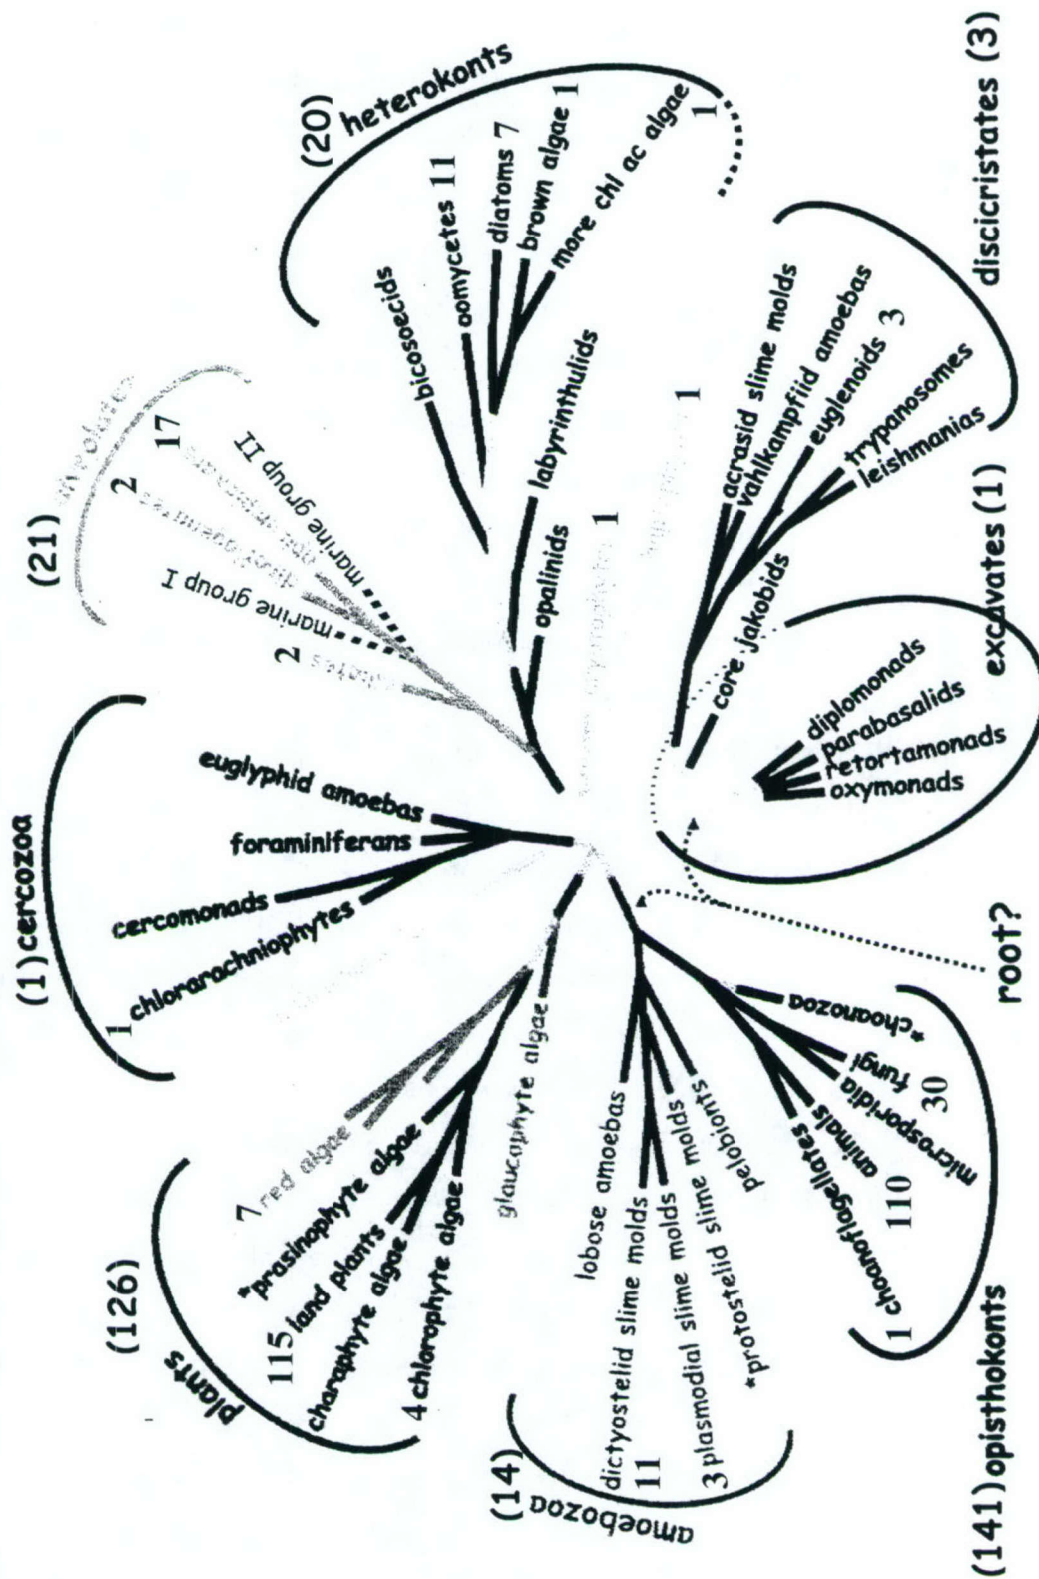 (1) cercozoa
1 chlorarachniophytes
cercomonads
foraminiferans
euglyphid amoebas
(21)
2
marine group I
2
17
marine group II
(20)
heterokonts
bicosoecids
oomycetes 11
diatoms 7
brown algae 1
more chl ac algae
1
labyrinthulids
opalinids
1
1
discicristates (3)
acrasid slime molds
vahlkampfiid amoebas
euglenoids 3
trypanosomes
leishmanias
excavates (1)
core jakobids
diplomonads
parabasalids
retortamonads
oxymonads
root?
(141) opisthokonts
*choanozoa
fungi
30
microsporidia
animals
110
1 choanoflagellates
(14)
amoebozoa
lobose amoebas
dictyostelid slime molds
11
3 plasmodial slime molds
*protostelid slime molds
pelobionts
(126)
plants
7 red algae
*prasinophyte algae
115 land plants
charaphyte algae
4 chlorophyte algae
glaucophyte algae